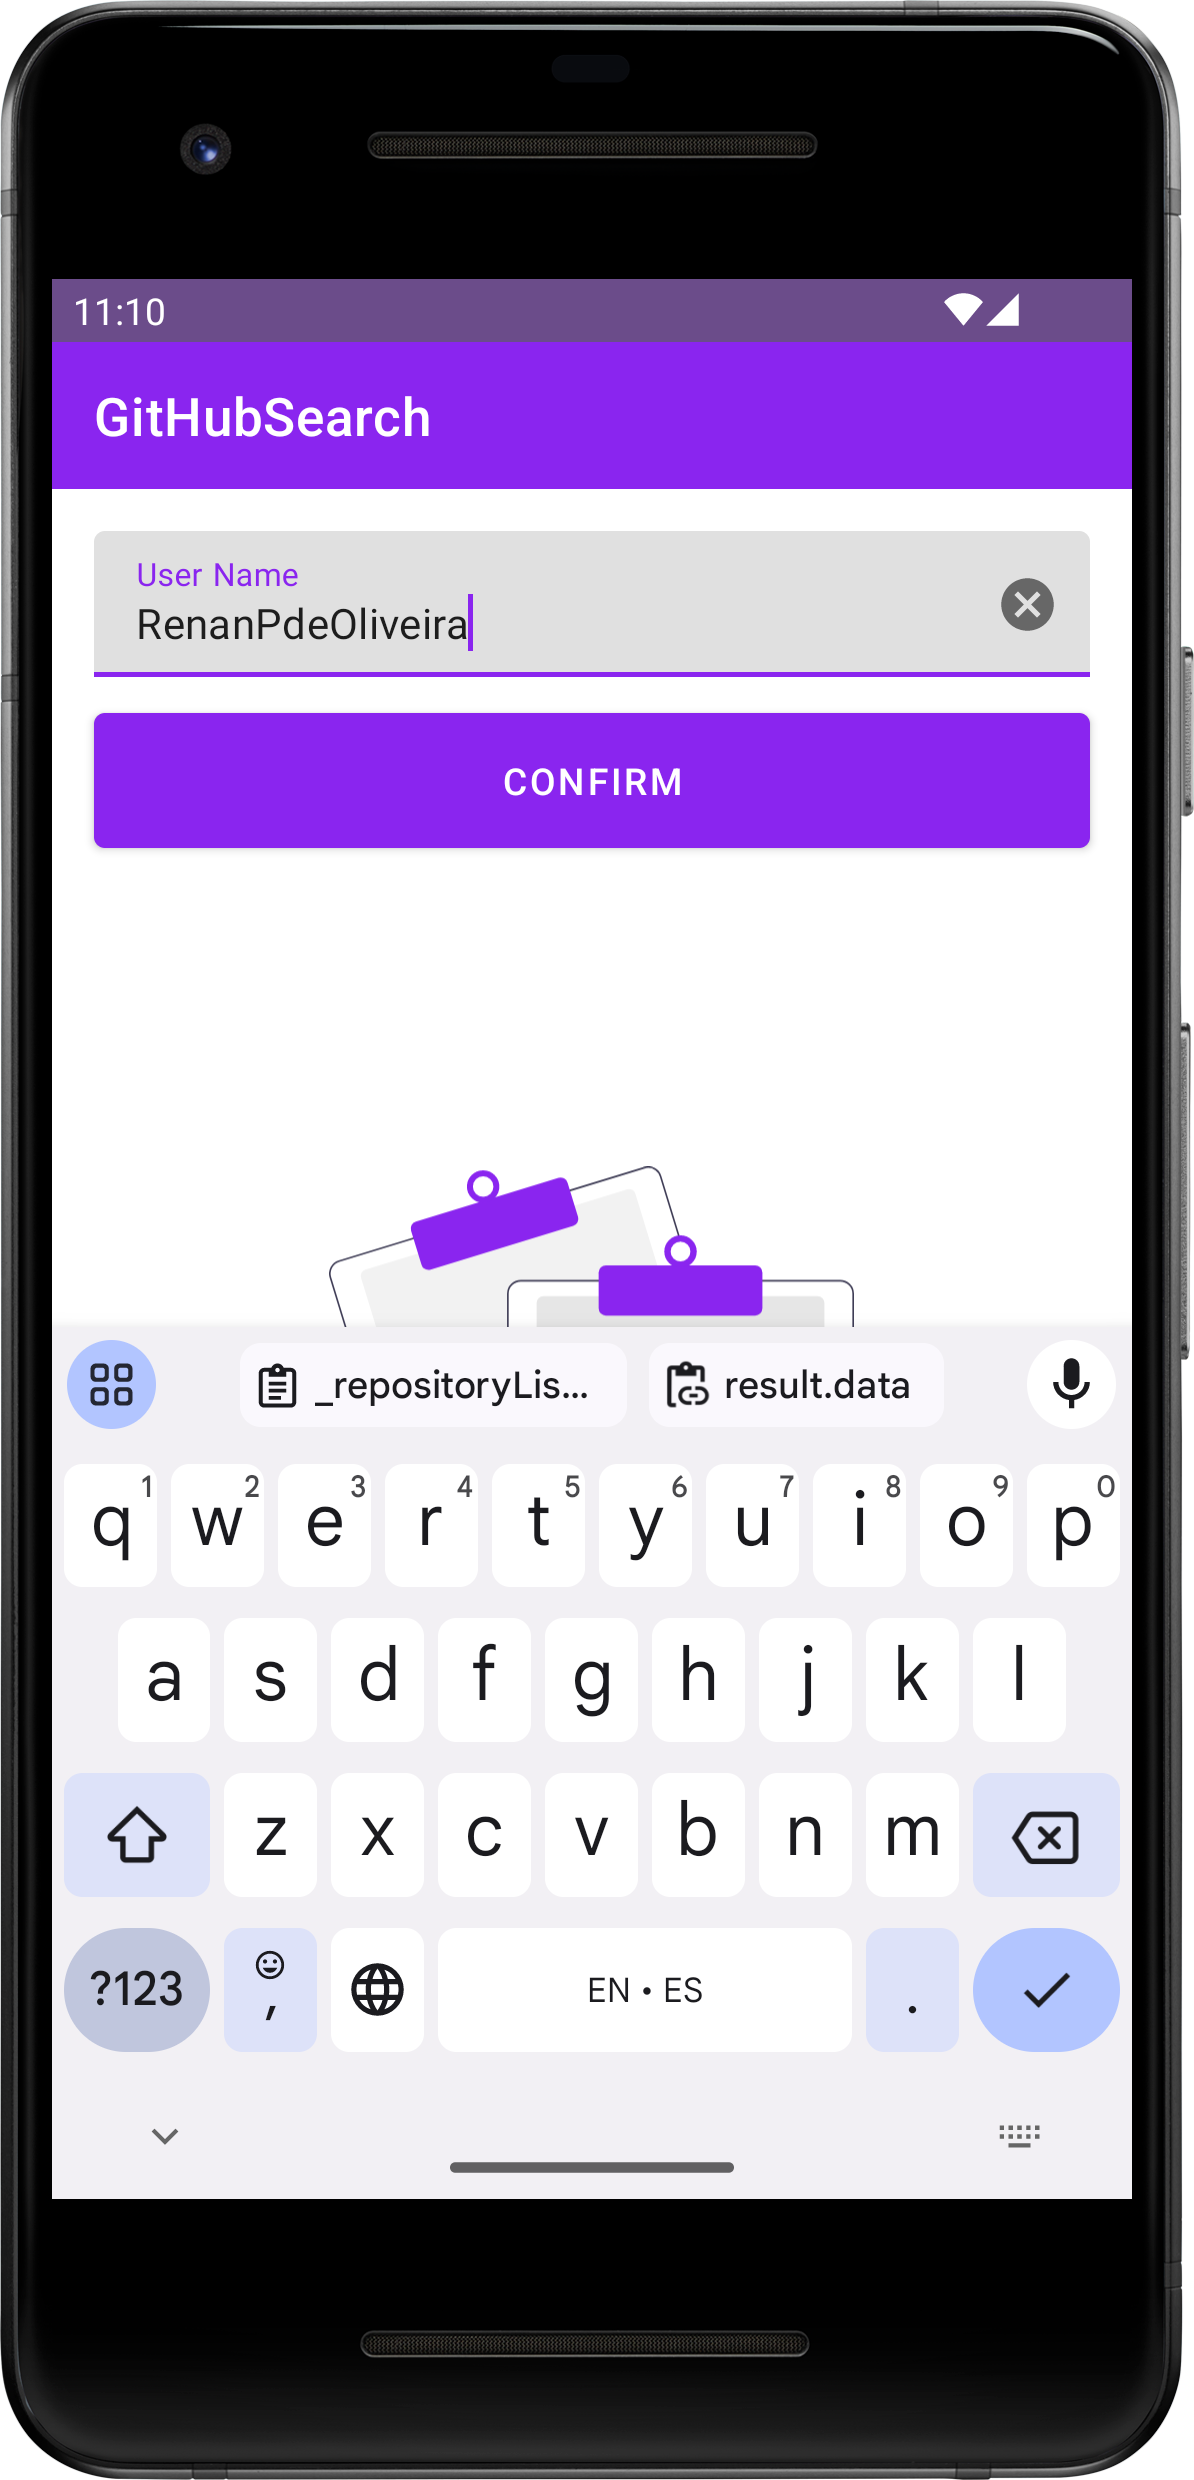 11:10
GitHubSearch
User Name
RenanPdeOliveira
CONFIRM
_repositoryLis... result.data
q 1 w 2 e 3 r 4 t 5 y 6 u 7 i 8 o 9 p 0
a s d f g h j k l
z x c v b n m
?123 , EN • ES .